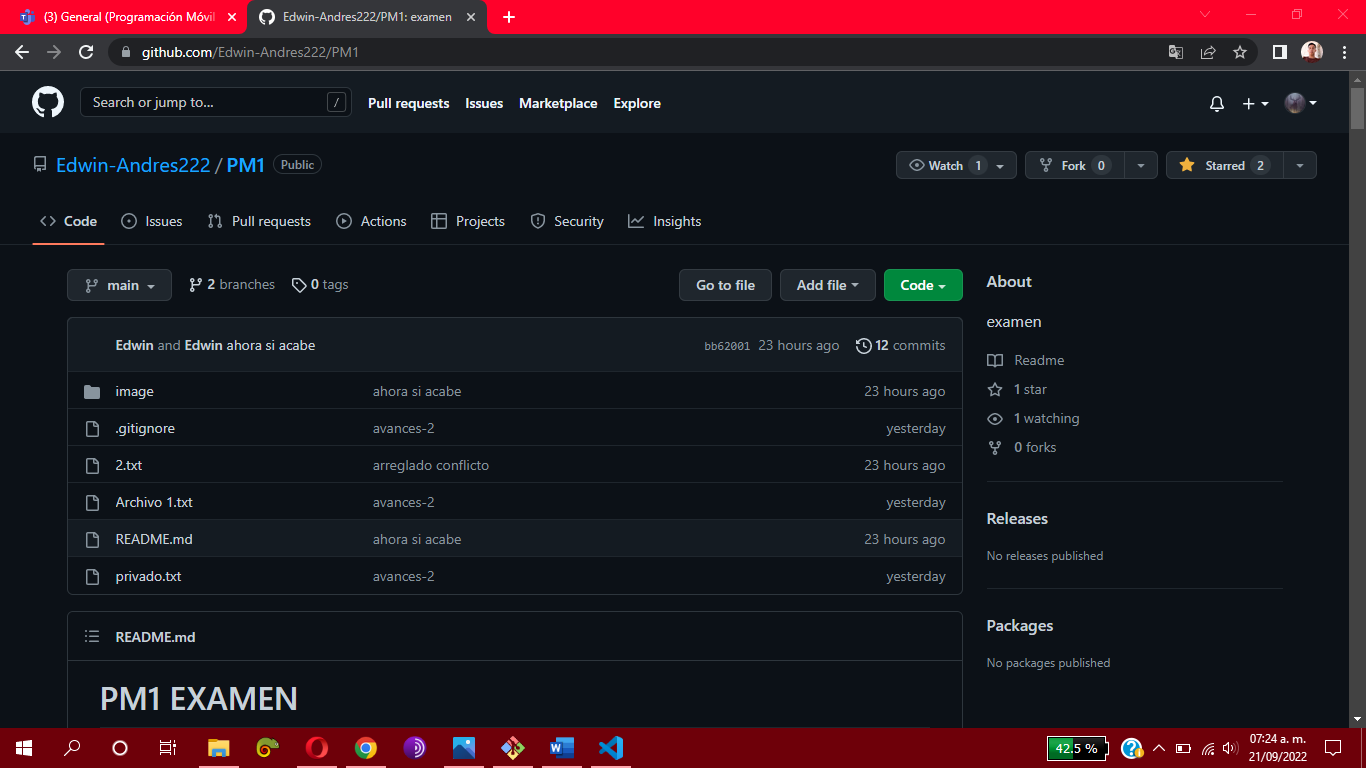 (3) General (Programación Móvil
Edwin-Andres222/PM1: examen
github.com/Edwin-Andres222/PM1
Search or jump to...
/
Pull requests
Issues
Marketplace
Explore
Edwin-Andres222 / PM1
Public
Watch 1
Fork 0
Starred 2
Code
Issues
Pull requests
Actions
Projects
Security
Insights
main
2 branches
0 tags
Go to file
Add file
Code
Edwin and Edwin ahora si acabe
bb62001 23 hours ago
12 commits
image
ahora si acabe
23 hours ago
.gitignore
avances-2
yesterday
2.txt
arreglado conflicto
23 hours ago
Archivo 1.txt
avances-2
yesterday
README.md
ahora si acabe
23 hours ago
privado.txt
avances-2
yesterday
README.md
PM1 EXAMEN
About
examen
Readme
1 star
1 watching
0 forks
Releases
No releases published
Packages
No packages published
42.5 %
07:24 a. m.
21/09/2022